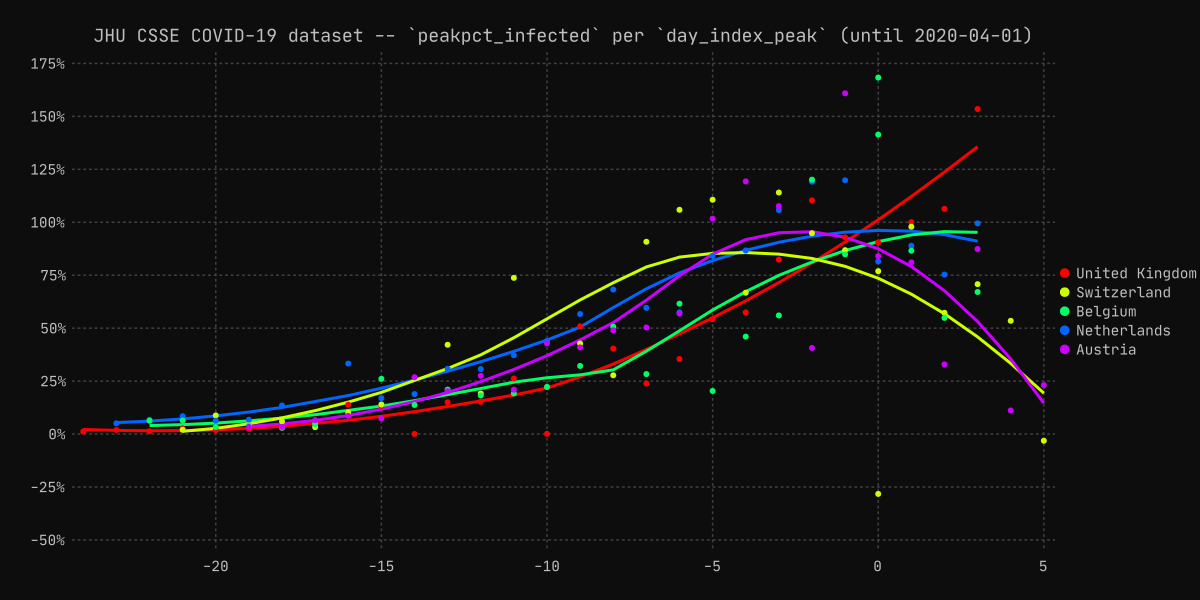 JHU CSSE COVID-19 dataset -- `peakpct_infected` per `day_index_peak` (until 2020-04-01)
175%
150%
125%
100%
75%
50%
25%
0%
-25%
-50%
-20 -15 -10 -5 0 5
United Kingdom
Switzerland
Belgium
Netherlands
Austria